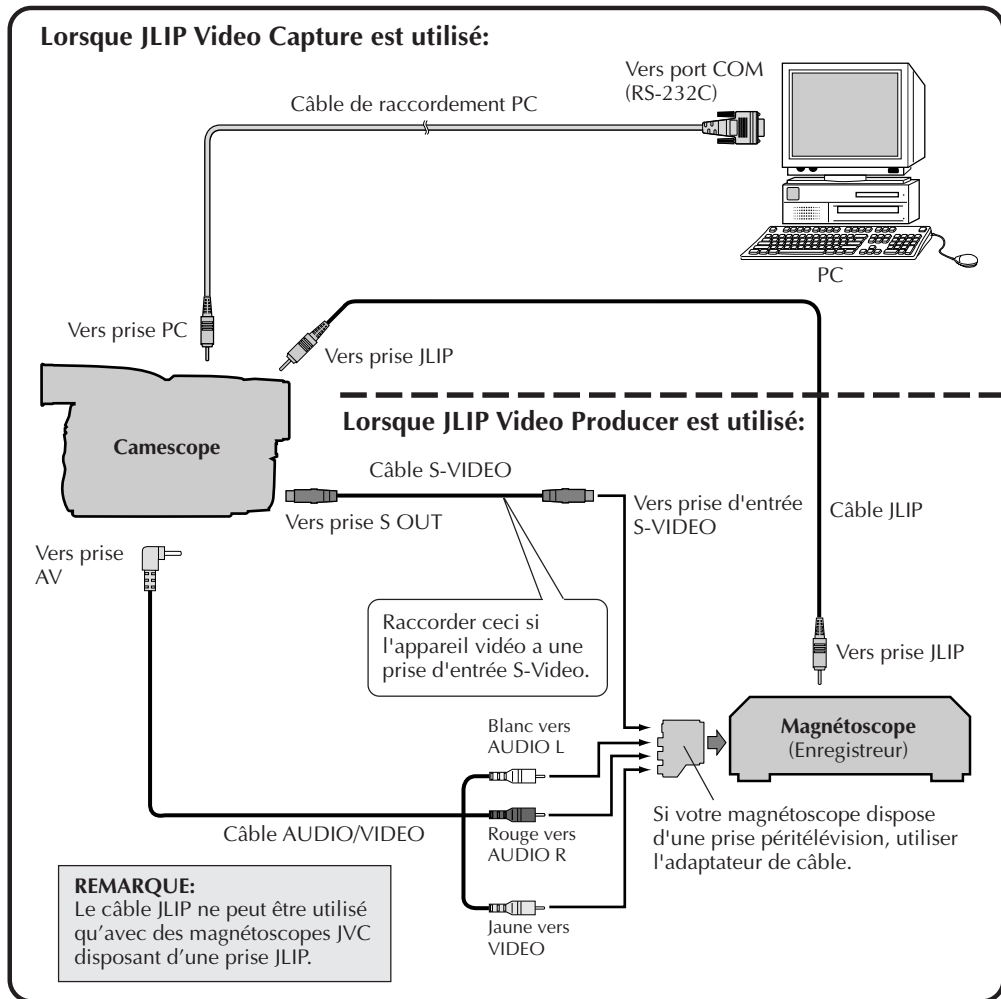 Lorsque JLIP Video Capture est utilisé:
Vers port COM
(RS-232C)
Câble de raccordement PC
PC
Vers prise PC
Vers prise JLIP
Lorsque JLIP Video Producer est utilisé:
Camescope
Câble S-VIDEO
Vers prise S OUT
Vers prise d'entrée
S-VIDEO
Câble JLIP
Vers prise
AV
Raccorder ceci si
l'appareil vidéo a une
prise d'entrée S-Video.
Vers prise JLIP
Blanc vers
AUDIO L
Magnétoscope
(Enregistreur)
Câble AUDIO/VIDEO
Rouge vers
AUDIO R
Si votre magnétoscope dispose
d'une prise péritélévision, utiliser
l'adaptateur de câble.
REMARQUE:
Le câble JLIP ne peut être utilisé
qu’avec des magnétoscopes JVC
disposant d’une prise JLIP.
Jaune vers
VIDEO